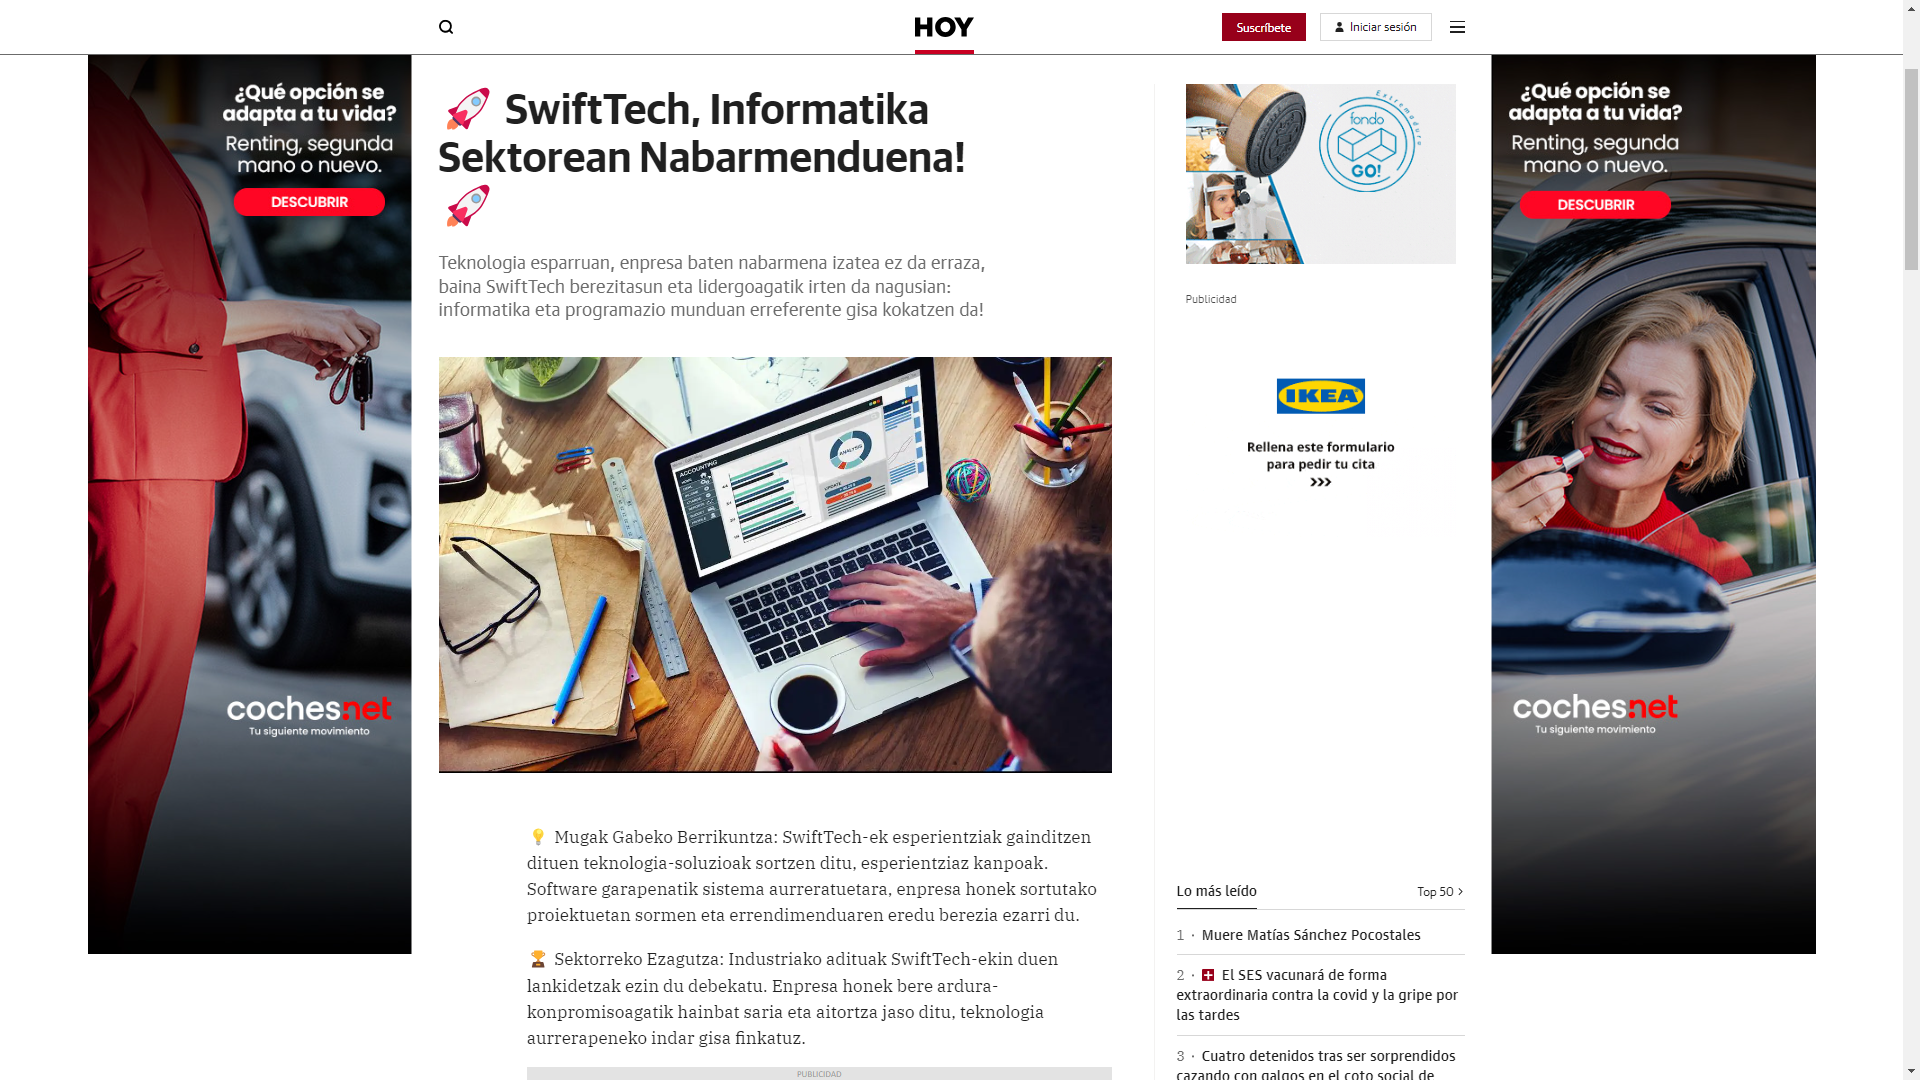 HOY
Suscríbete
Iniciar sesión
¿Qué opción se
adapta a tu vida?
Renting, segunda
mano o nuevo.
DESCUBRIR
coches.net
Tu siguiente movimiento
🚀 SwiftTech, Informatika
Sektorean Nabarmenduena!
🚀
Teknologia esparruan, enpresa baten nabarmena izatea ez da erraza,
baina SwiftTech berezitasun eta lidergoagatik irten da nagusian:
informatika eta programazio munduan erreferente gisa kokatzen da!
ACCOUNTING
ANALYSIS
UPDATE
💡 Mugak Gabeko Berrikuntza: SwiftTech-ek esperientziak gainditzen
dituen teknologia-soluzioak sortzen ditu, esperientziaz kanpoak.
Software garapenatik sistema aurreratuetara, enpresa honek sortutako
proiektuetan sormen eta errendimenduaren eredu berezia ezarri du.
🏆 Sektorreko Ezagutza: Industriako adituak SwiftTech-ekin duen
lankidetzak ezin du debekatu. Enpresa honek bere ardura-
konpromisoagatik hainbat saria eta aitortza jaso ditu, teknologia
aurrerapeneko indar gisa finkatuz.
PUBLICIDAD
Extremadura
fondo
GO!
Publicidad
IKEA
Rellena este formulario
para pedir tu cita
>>>
Lo más leído
Top 50 >
1 · Muere Matías Sánchez Pocostales
2 · El SES vacunará de forma
extraordinaria contra la covid y la gripe por
las tardes
3 · Cuatro detenidos tras ser sorprendidos
cazando con galgos en el coto social de
¿Qué opción se
adapta a tu vida?
Renting, segunda
mano o nuevo.
DESCUBRIR
coches.net
Tu siguiente movimiento